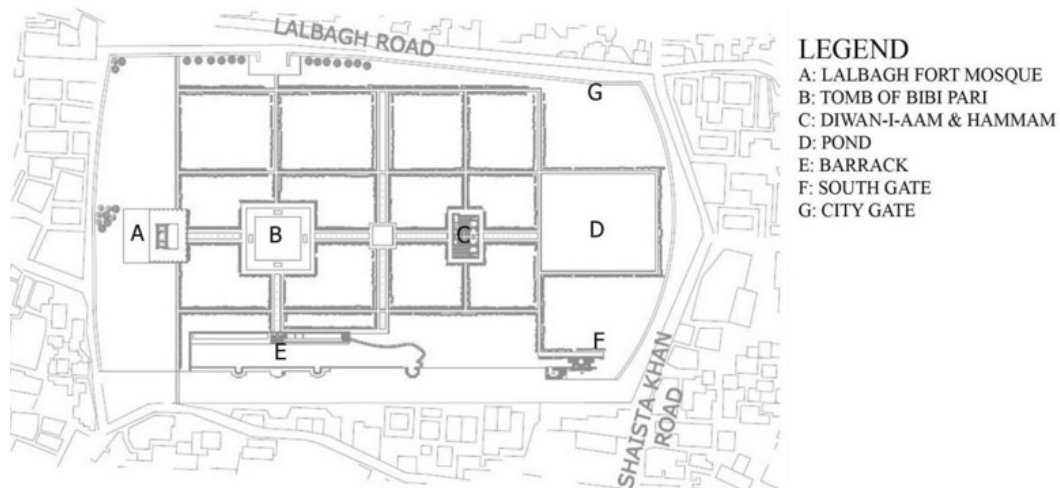 LALBAGH ROAD
G
A
B
C
D
E
F
SHAISTA KHAN
ROAD
LEGEND
A: LALBAGH FORT MOSQUE
B: TOMB OF BIBI PARI
C: DIWAN-I-AAM & HAMMAM
D: POND
E: BARRACK
F: SOUTH GATE
G: CITY GATE